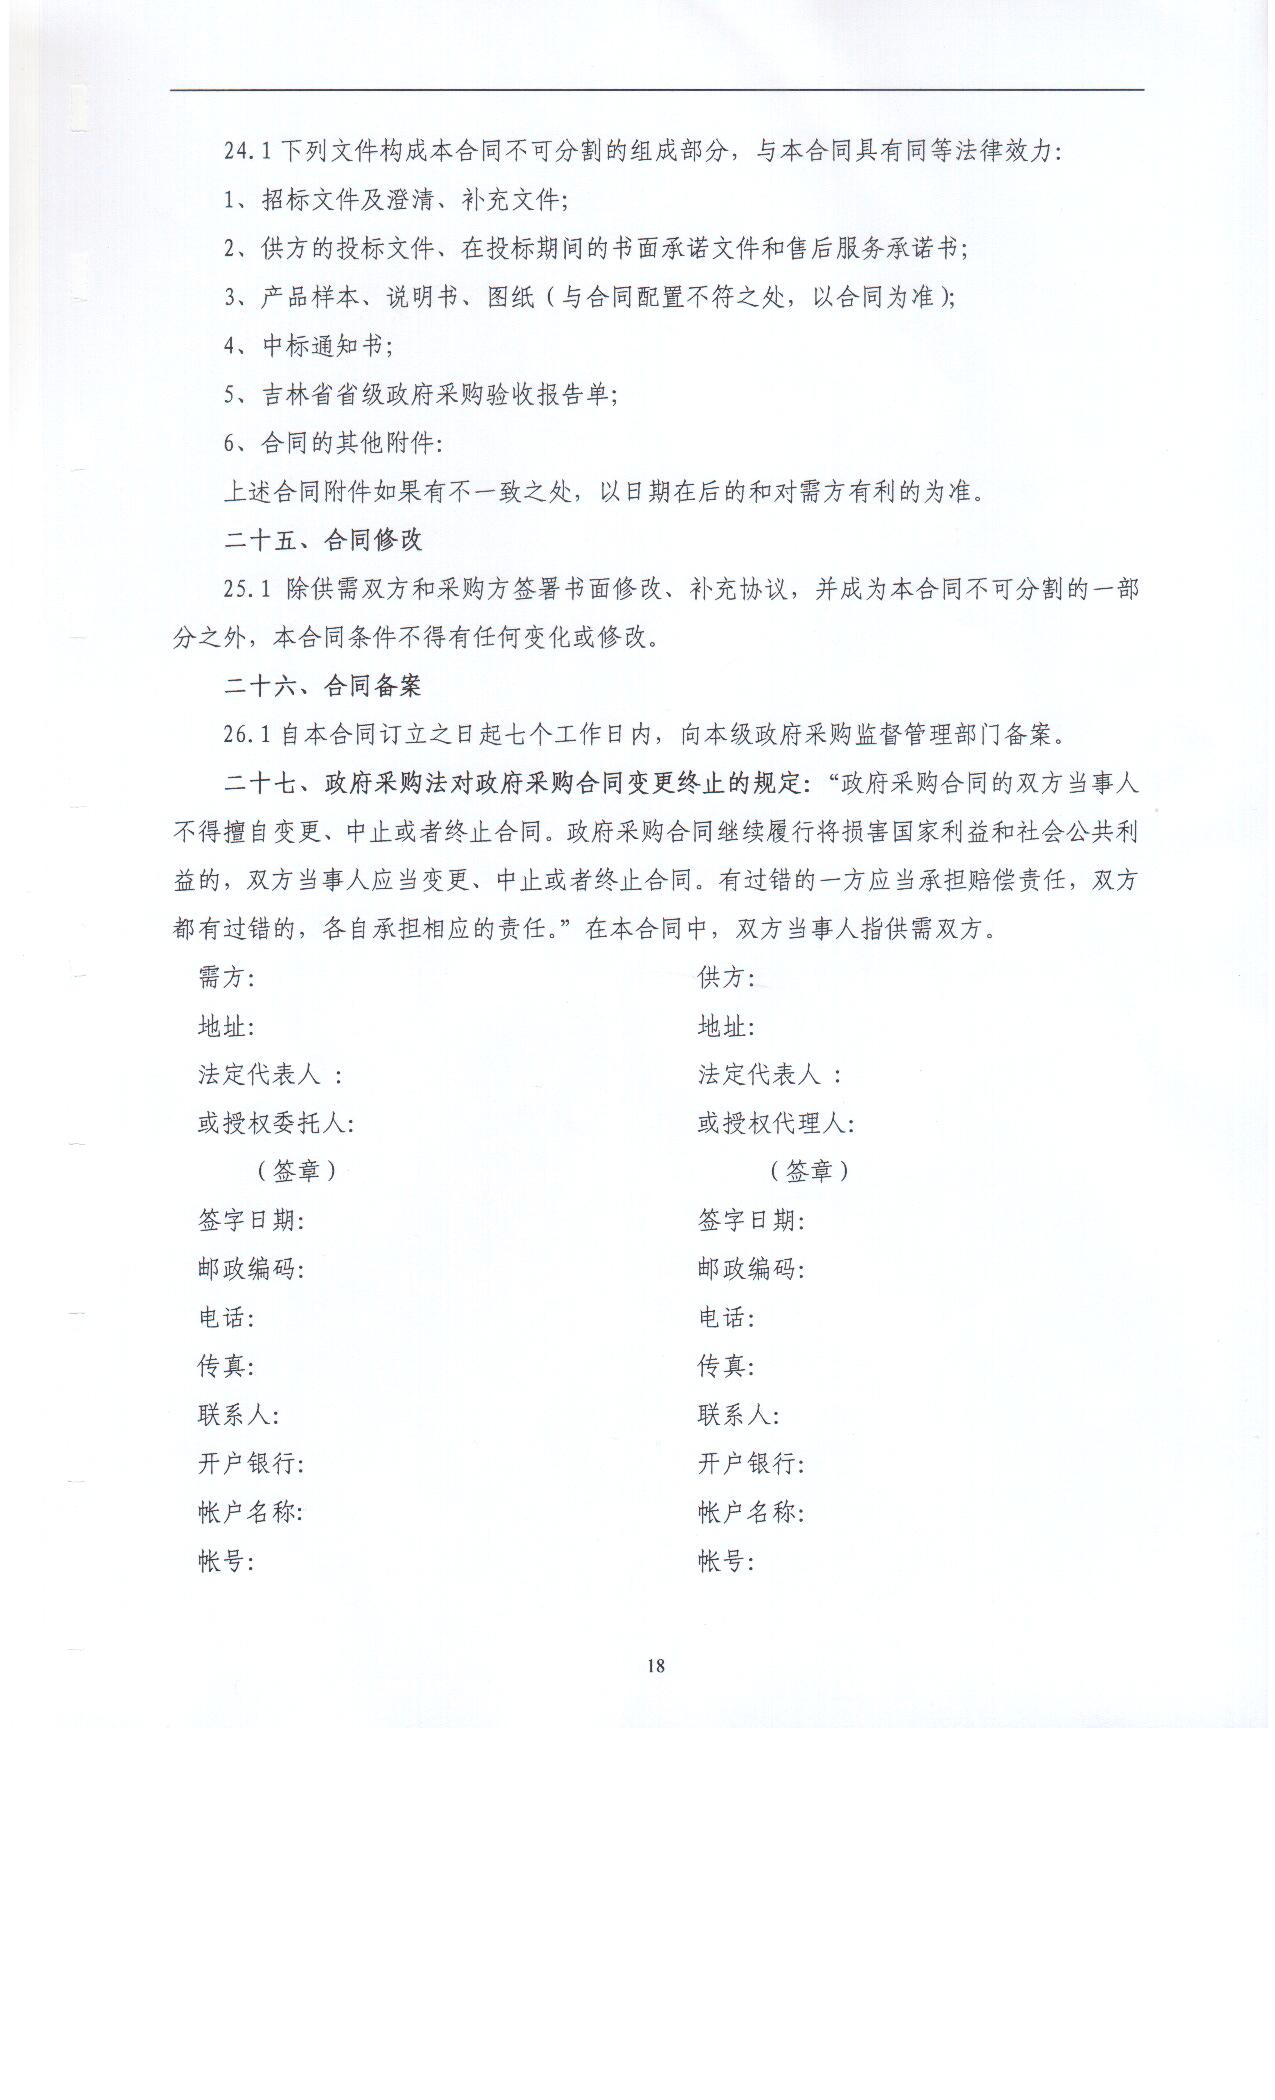 24.1下列文件构成本合同不可分割的组成部分，与本合同具有同等法律效力：
1、招标文件及澄清、补充文件；
2、供方的投标文件、在投标期间的书面承诺文件和售后服务承诺书；
3、产品样本、说明书、图纸（与合同配置不符之处，以合同为准）；
4、中标通知书；
5、吉林省省级政府采购验收报告单；
6、合同的其他附件：
上述合同附件如果有不一致之处，以日期在后的和对需方有利的为准。
二十五、合同修改
25.1 除供需双方和采购方签署书面修改、补充协议，并成为本合同不可分割的一部
分之外，本合同条件不得有任何变化或修改。
二十六、合同备案
26.1自本合同订立之日起七个工作日内，向本级政府采购监督管理部门备案。
二十七、政府采购法对政府采购合同变更终止的规定：“政府采购合同的双方当事人
不得擅自变更、中止或者终止合同。政府采购合同继续履行将损害国家利益和社会公共利
益的，双方当事人应当变更、中止或者终止合同。有过错的一方应当承担赔偿责任，双方
都有过错的，各自承担相应的责任。”在本合同中，双方当事人指供需双方。
需方： 供方：
地址： 地址：
法定代表人 ： 法定代表人 ：
或授权委托人： 或授权代理人：
（签章） （签章）
签字日期： 签字日期：
邮政编码： 邮政编码：
电话： 电话：
传真： 传真：
联系人： 联系人：
开户银行： 开户银行：
帐户名称： 帐户名称：
帐号： 帐号：
18